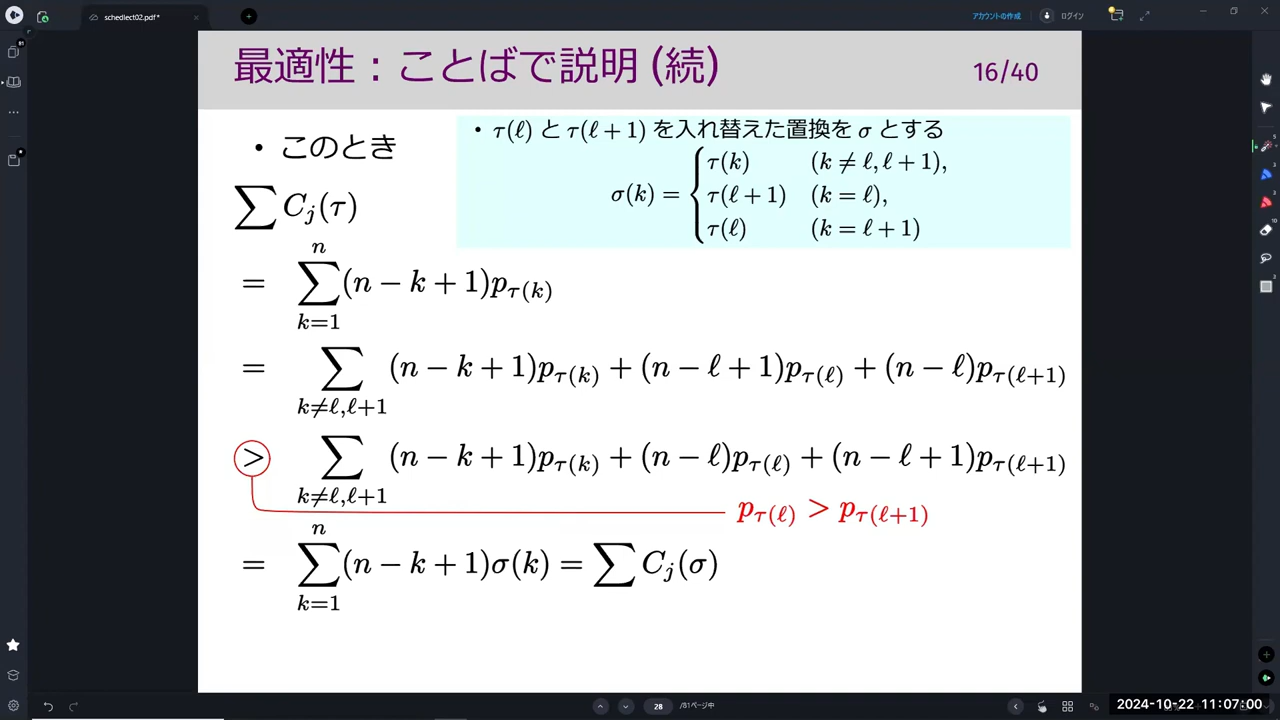 schedlect02.pdf*
アカウントの作成
ログイン
最適性：ことばで説明 (続)
16/40
• このとき
• τ(ℓ) と τ(ℓ + 1) を入れ替えた置換を σ とする
σ(k) = { τ(k) (k ≠ ℓ, ℓ + 1),
τ(ℓ + 1) (k = ℓ),
τ(ℓ) (k = ℓ + 1)
∑ C_j(τ)
= ∑_{k=1}^{n} (n − k + 1)p_{τ(k)}
= ∑_{k≠ℓ,ℓ+1} (n − k + 1)p_{τ(k)} + (n − ℓ + 1)p_{τ(ℓ)} + (n − ℓ)p_{τ(ℓ+1)}
> ∑_{k≠ℓ,ℓ+1} (n − k + 1)p_{τ(k)} + (n − ℓ)p_{τ(ℓ)} + (n − ℓ + 1)p_{τ(ℓ+1)}
p_{τ(ℓ)} > p_{τ(ℓ+1)}
= ∑_{k=1}^{n} (n − k + 1)σ(k) = ∑ C_j(σ)
28 /81ページ中
2024-10-22 11:07:00